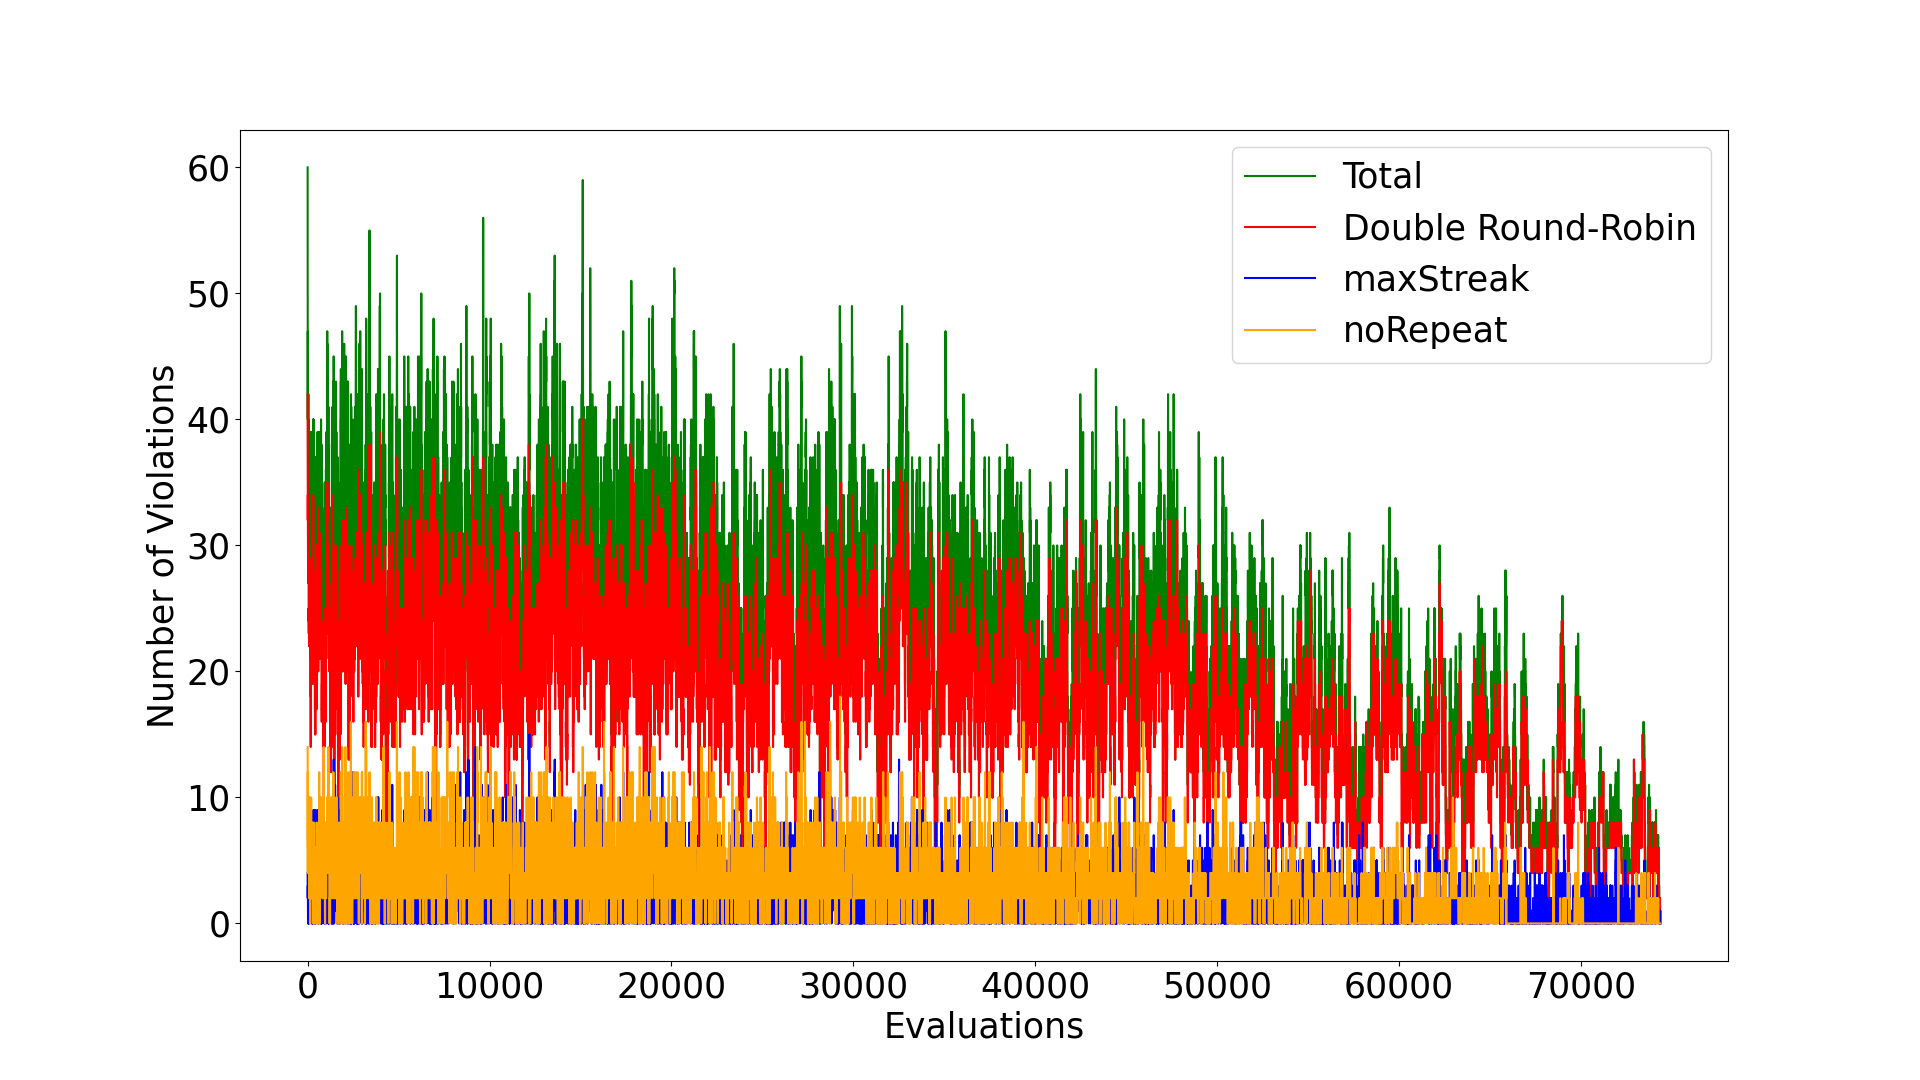 60
50
40
30
20
10
0
Number of Violations
Total
Double Round-Robin
maxStreak
noRepeat
0 10000 20000 30000 40000 50000 60000 70000
Evaluations